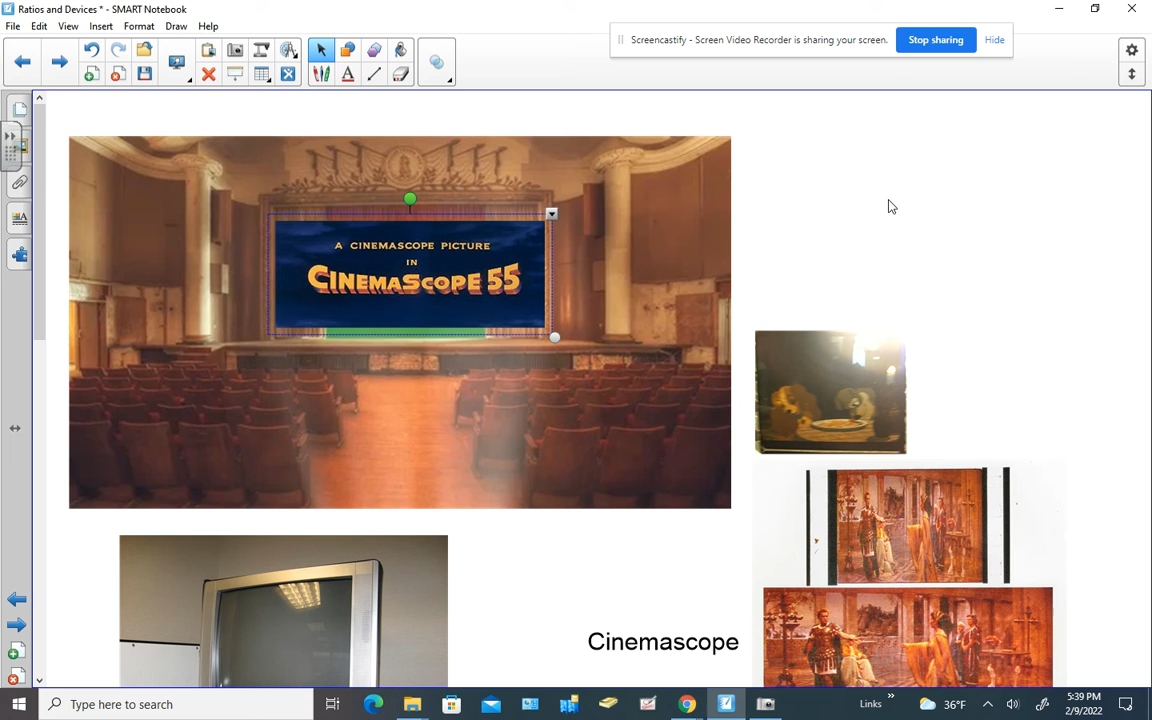 Ratios and Devices * - SMART Notebook
File Edit View Insert Format Draw Help
Screencastify - Screen Video Recorder is sharing your screen. Stop sharing Hide
A CINEMASCOPE PICTURE
IN
CINEMASCOPE 55
Cinemascope
Type here to search
Links
»
36°F
5:39 PM
2/9/2022